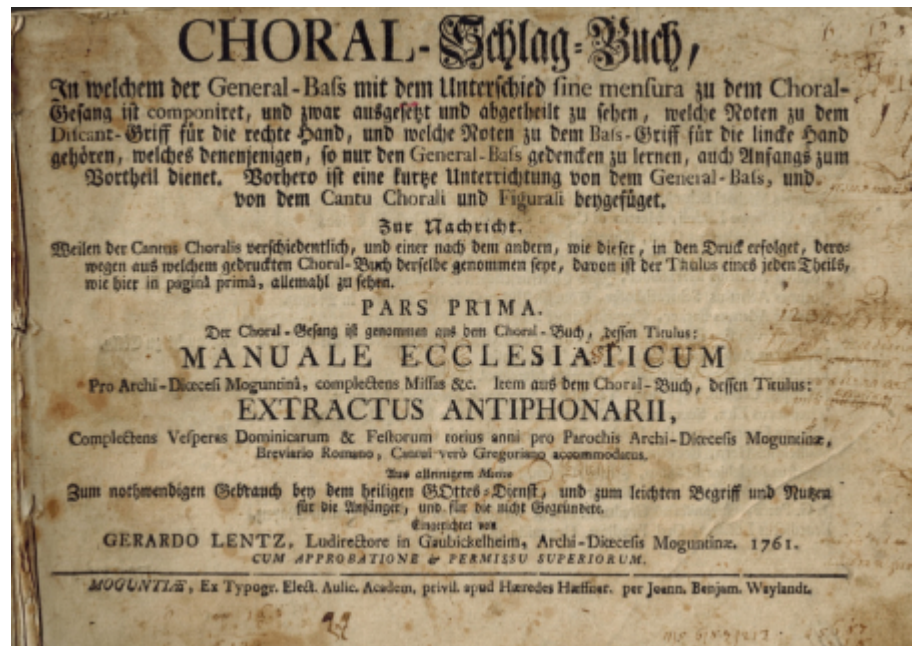 CHORAL-Schlag-Buch,
In welchem der General-Bass mit dem Unterschied sine mensura zu dem Choral-
Gesang ist componiret, und zwar ausgesetzt und abgetheilt zu sehen, welche Noten zu dem
Discant-Griff für die rechte Hand, und welche Noten zu dem Bass-Griff für die lincke Hand
gehören, welches denenjenigen, so nur den General-Bass gedencken zu lernen, auch Anfangs zum
Vortheil dienet. Vorhero ist eine kurtze Unterrichtung von dem General-Bass, und
von dem Cantu Chorali und Figurali beygefüget.
Zur Nachricht.
Weilen der Cantus Choralis verschiedentlich, und einer nach dem andern, wie dieser, in den Druck erfolget, dero-
wegen aus welchem gedruckten Choral-Buch derselbe genommen seye, davon ist der Titulus eines jeden Theils,
wie hier in paginâ primâ, allemahl zu sehen.
PARS PRIMA.
Der Choral-Gesang ist genommen aus dem Choral-Buch, dessen Titulus:
MANUALE ECCLESIATICUM
Pro Archi-Diœcesi Moguntinâ, complectens Missas &c. Item aus dem Choral-Buch, dessen Titulus:
EXTRACTUS ANTIPHONARII,
Complectens Vesperas Dominicarum & Festorum totius anni pro Parochis Archi-Diœcesis Moguntinæ,
Breviario Romano, Cantui verò Gregoriano accommodatus.
Aus alleinigem
Zum nothwendigen Gebrauch bey dem heiligen GOttes-Dienst, und zum leichten Begriff und Nutzen
für die Anfänger, und für die nicht Gegründete.
Eingerichtet von
GERARDO LENTZ, Ludirectore in Gaubickelheim, Archi-Diœcesis Moguntinæ. 1761.
CUM APPROBATIONE & PERMISSU SUPERIORUM.
MOGUNTIÆ, Ex Typogr. Elect. Aulic. Academ, privil. apud Hæredes Hæffner. per Joann. Benjam. Waylandt.